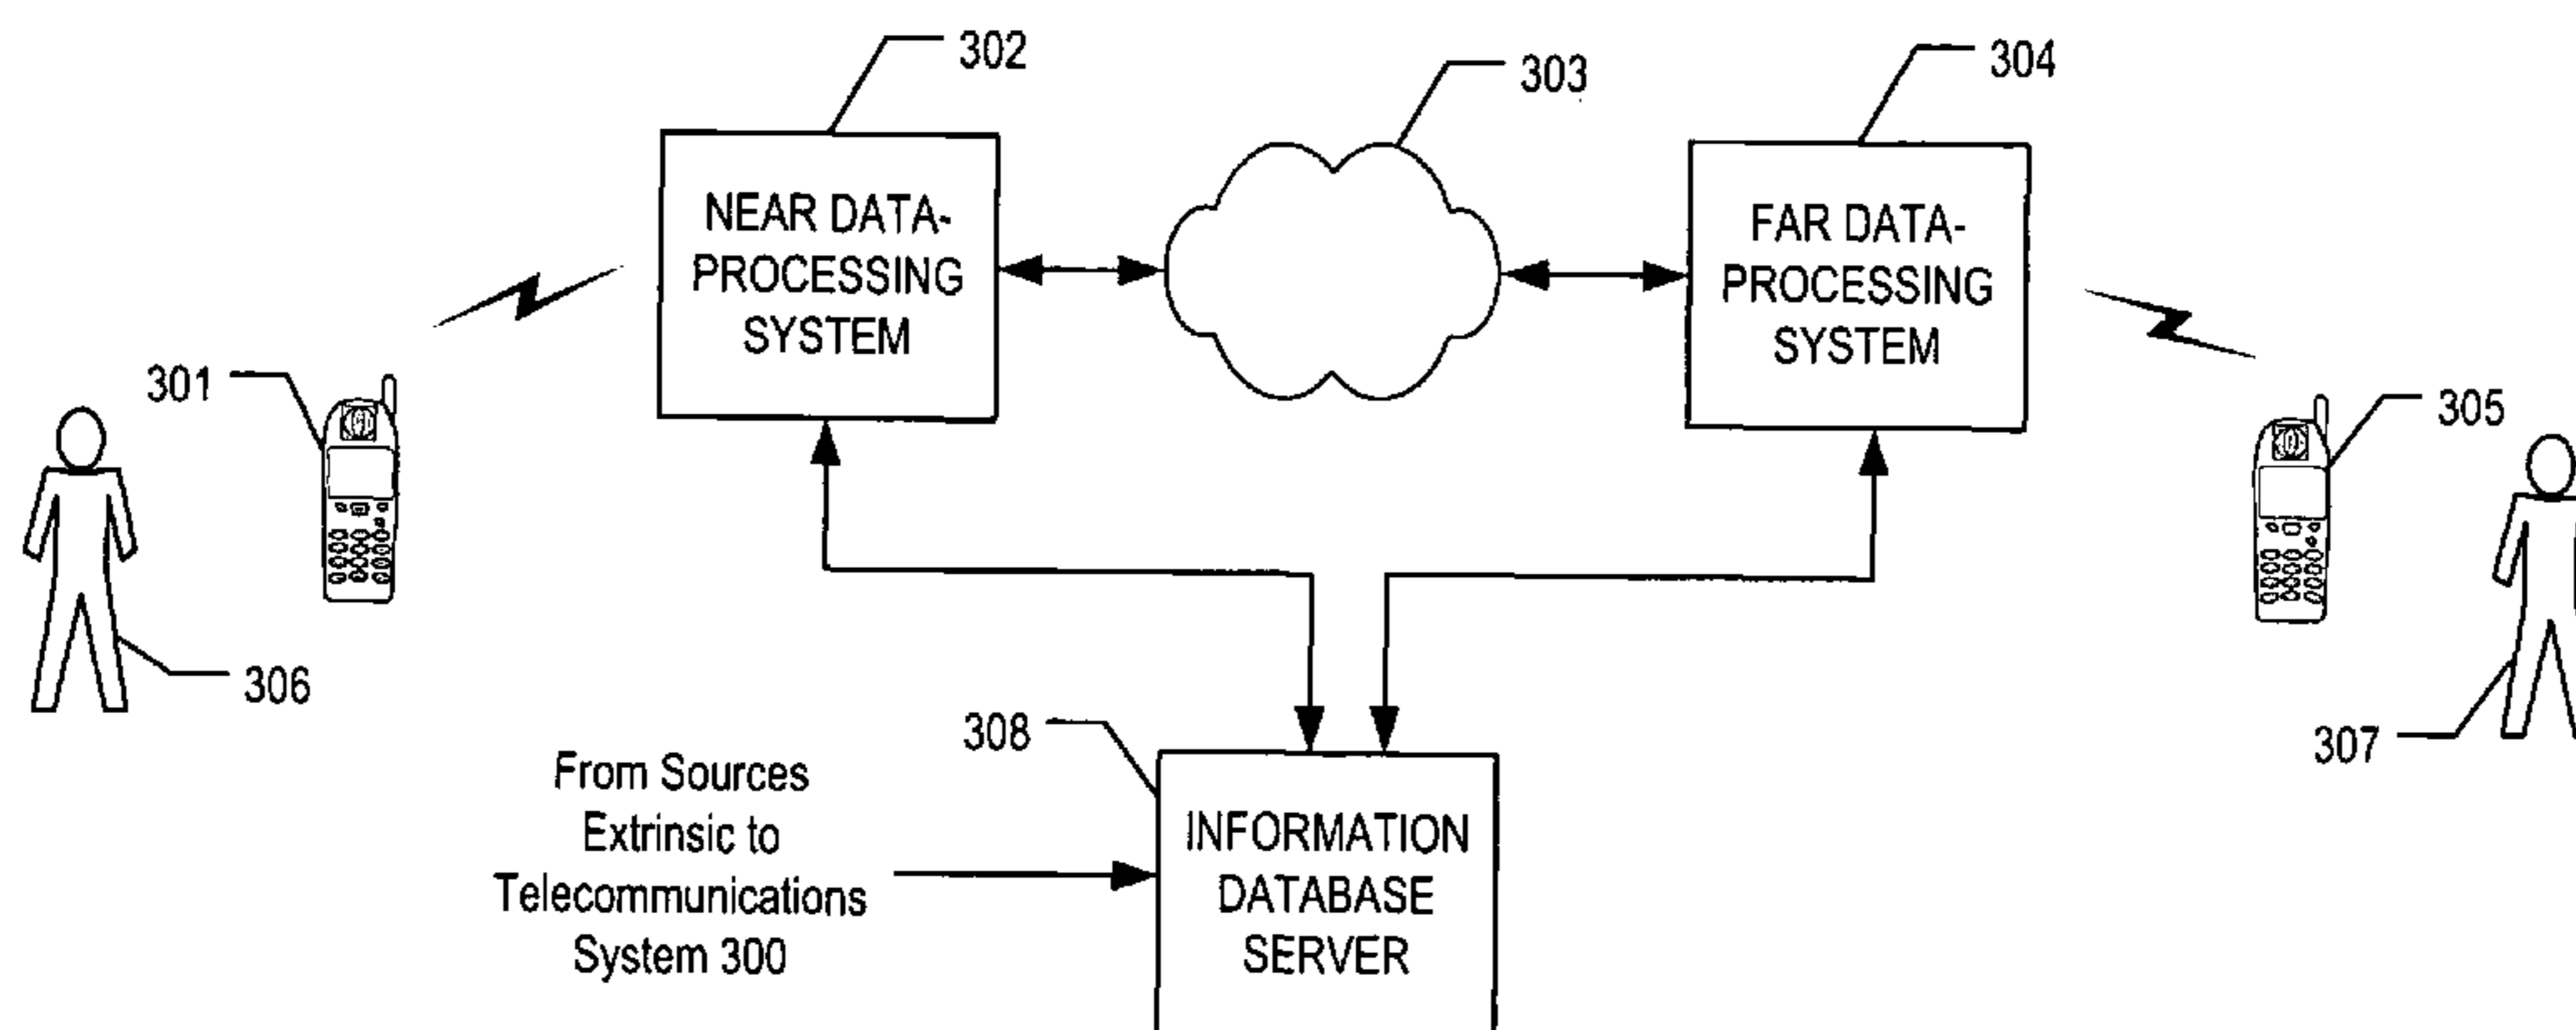 302
303
304
NEAR DATA-
PROCESSING
SYSTEM
FAR DATA-
PROCESSING
SYSTEM
301
305
306
307
308
From Sources
Extrinsic to
Telecommunications
System 300
INFORMATION
DATABASE
SERVER